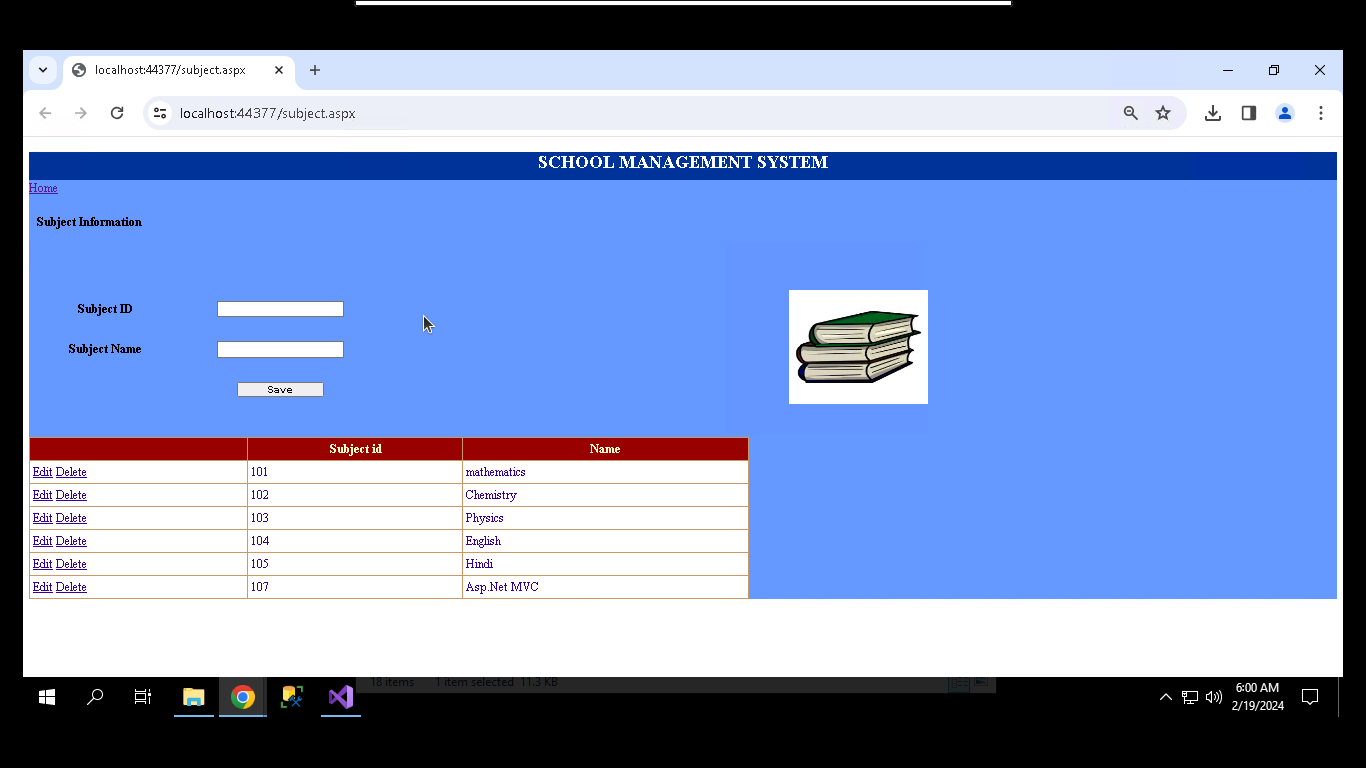 localhost:44377/subject.aspx
localhost:44377/subject.aspx
SCHOOL MANAGEMENT SYSTEM
Home
Subject Information
Subject ID
Subject Name
Save
Subject id Name
Edit Delete 101 mathematics
Edit Delete 102 Chemistry
Edit Delete 103 Physics
Edit Delete 104 English
Edit Delete 105 Hindi
Edit Delete 107 Asp.Net MVC
18 items 1 item selected 11.3 KB
6:00 AM
2/19/2024